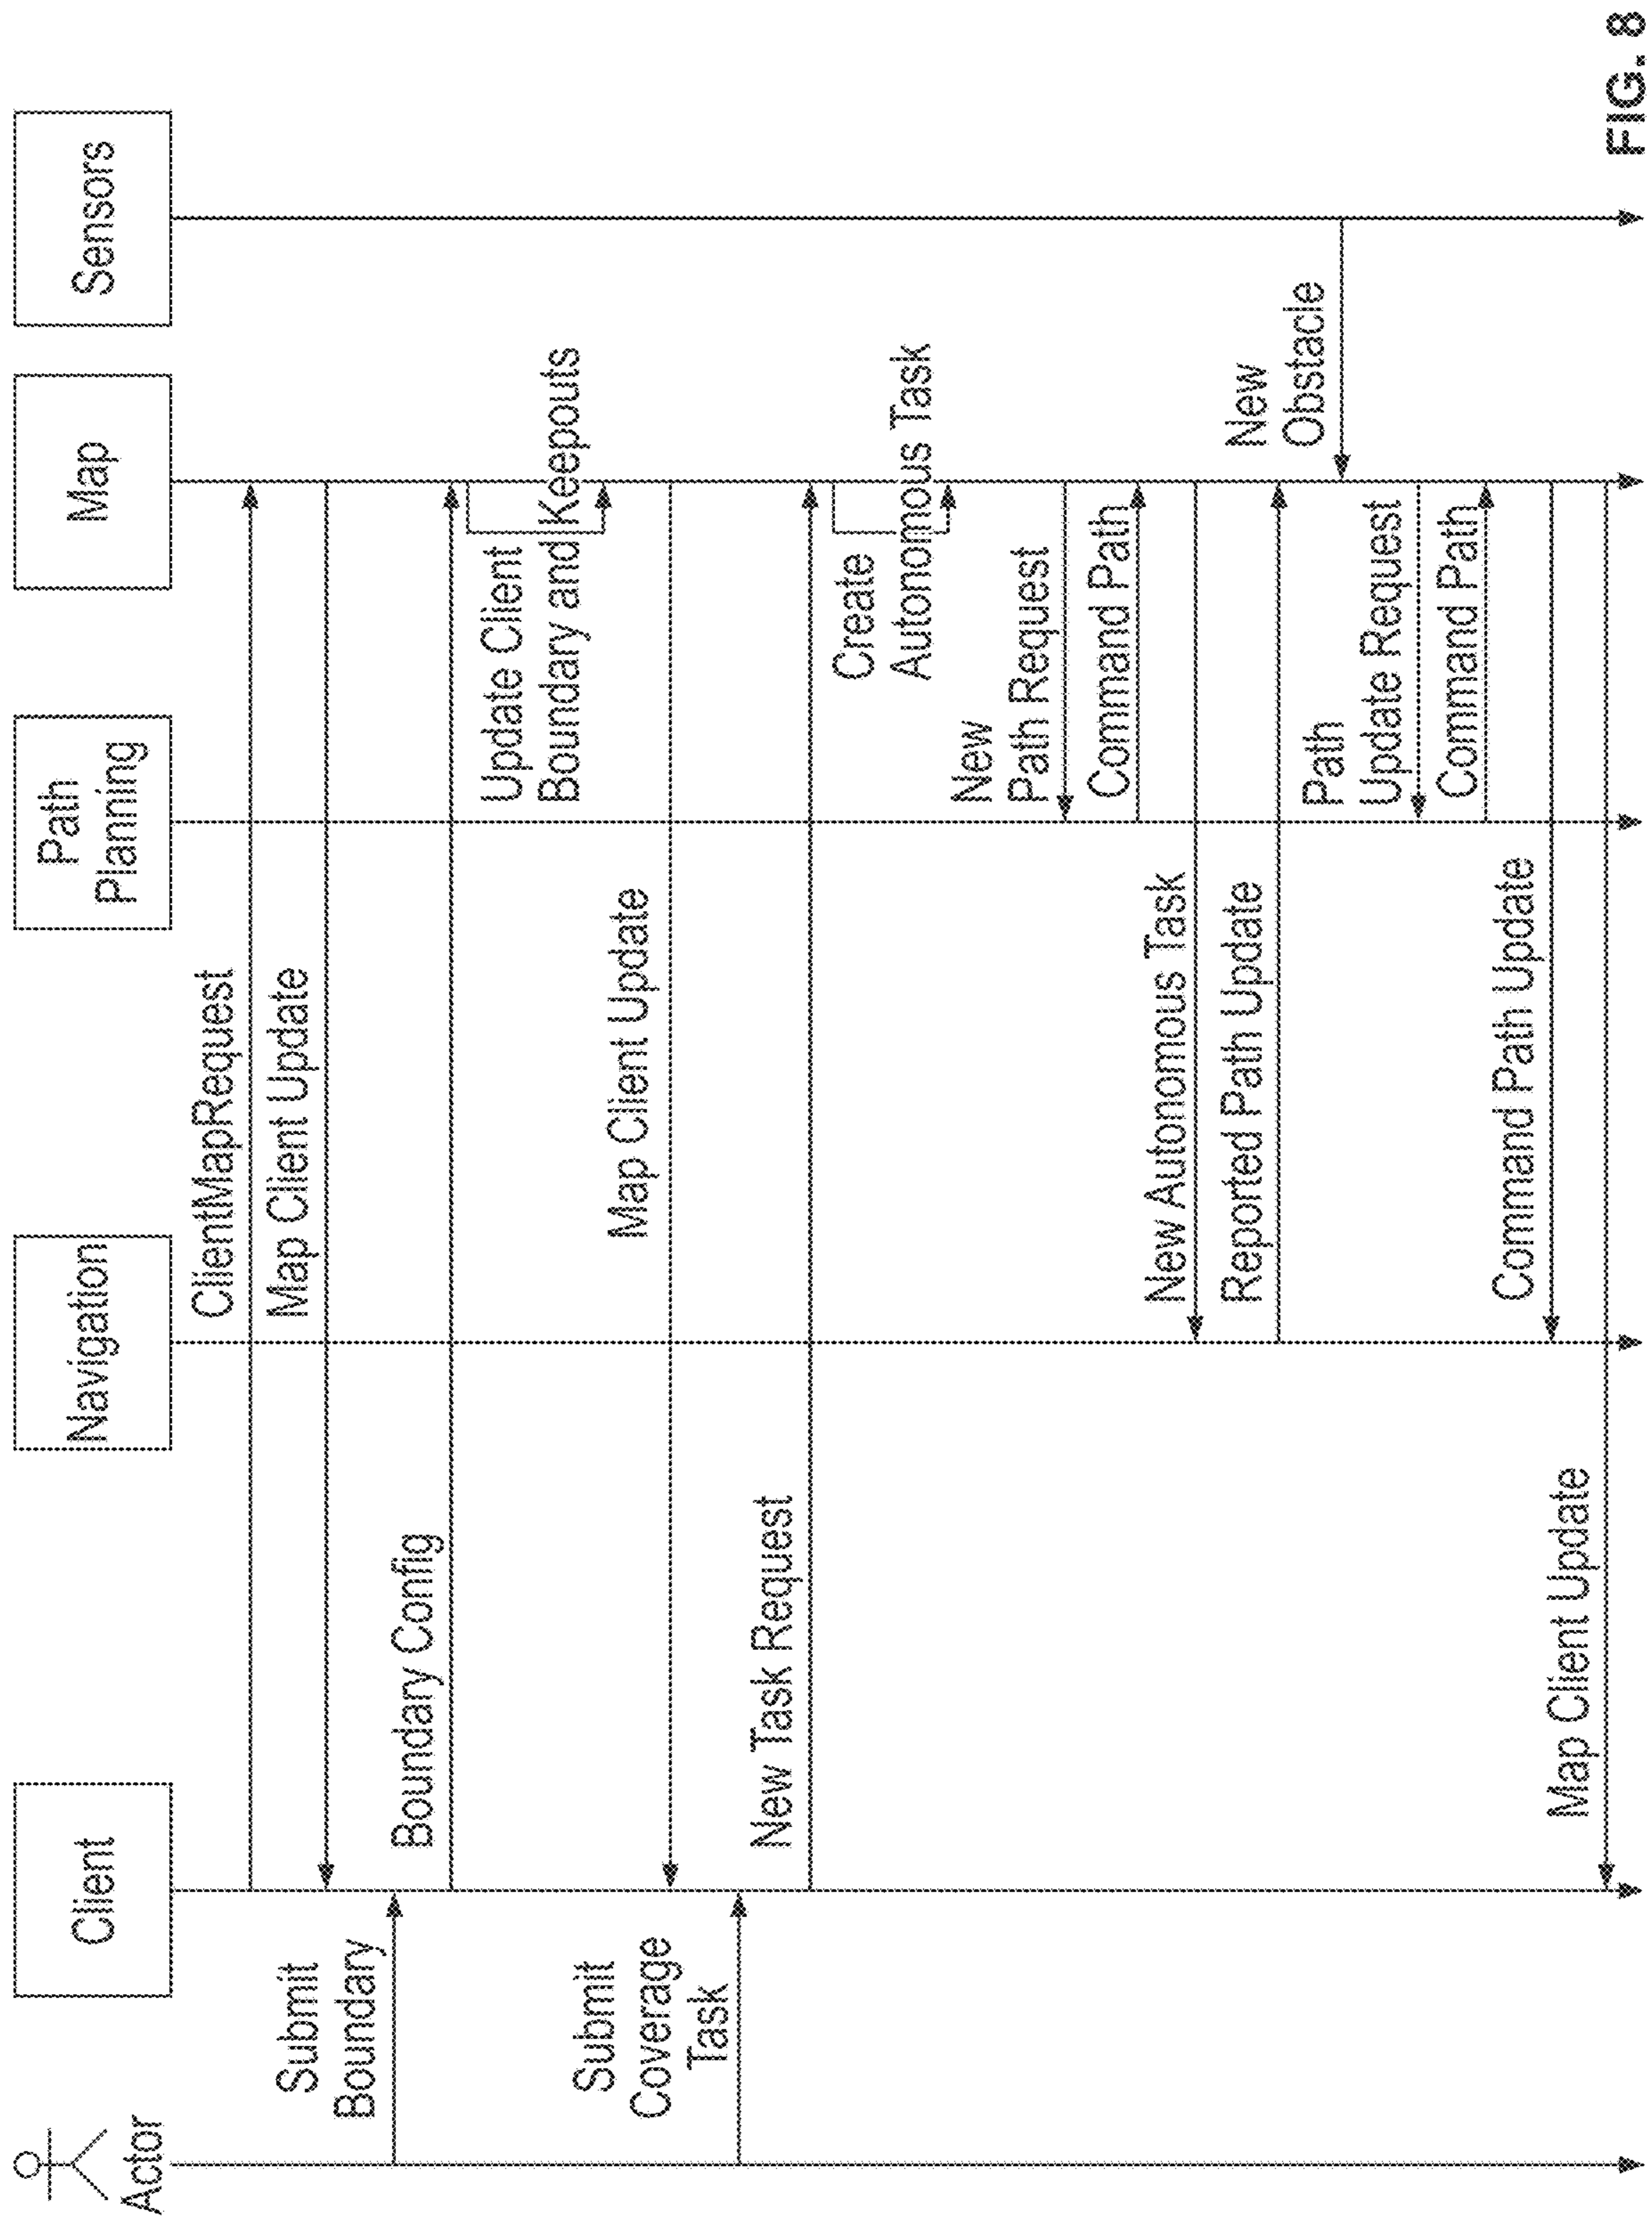 Actor
Client
Navigation
Path
Planning
Map
Sensors
ClientMapRequest
Map Client Update
Submit
Boundary
Boundary Config
Update Client
Boundary and Keepouts
Map Client Update
Submit
Coverage
Task
New Task Request
Create
Autonomous Task
New
Path Request
Command Path
New Autonomous Task
Reported Path Update
New
Obstacle
Path
Update Request
Command Path
Command Path Update
Map Client Update
FIG. 8